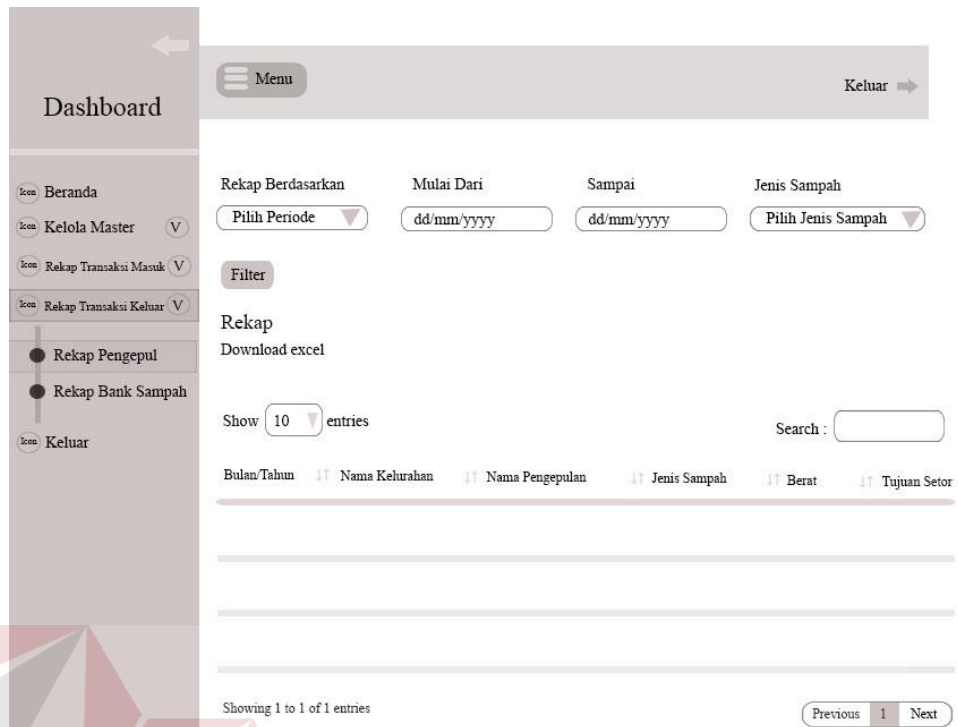 Dashboard
Icon Beranda
Icon Kelola Master V
Icon Rekap Transaksi Masuk V
Icon Rekap Transaksi Keluar V
Rekap Pengepul
Rekap Bank Sampah
Icon Keluar
Menu
Keluar
Rekap Berdasarkan Mulai Dari Sampai Jenis Sampah
Pilih Periode dd/mm/yyyy dd/mm/yyyy Pilih Jenis Sampah
Filter
Rekap
Download excel
Show 10 entries Search :
Bulan/Tahun Nama Kelurahan Nama Pengepulan Jenis Sampah Berat Tujuan Setor
Showing 1 to 1 of 1 entries Previous 1 Next